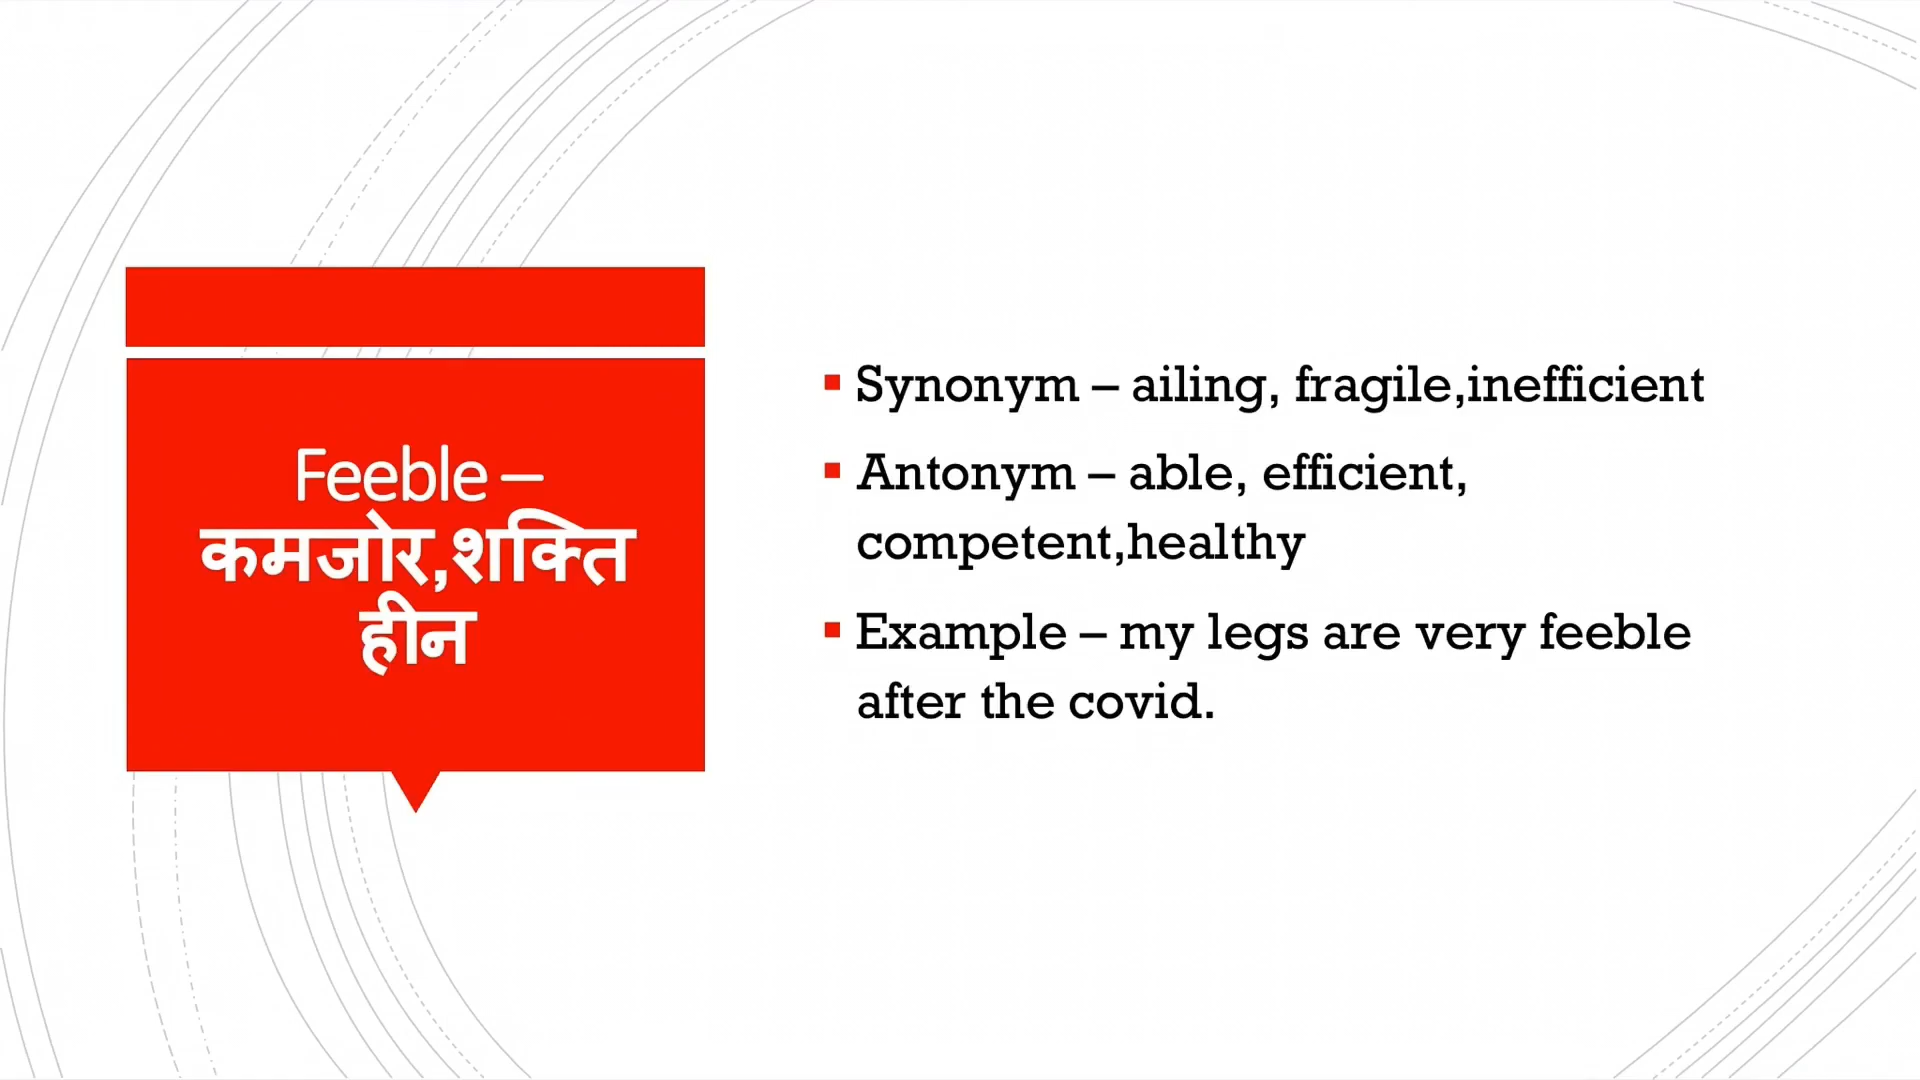 Feeble –
कमजोर,शक्ति
हीन
Synonym – ailing, fragile,inefficient
Antonym – able, efficient,
competent,healthy
Example – my legs are very feeble
after the covid.